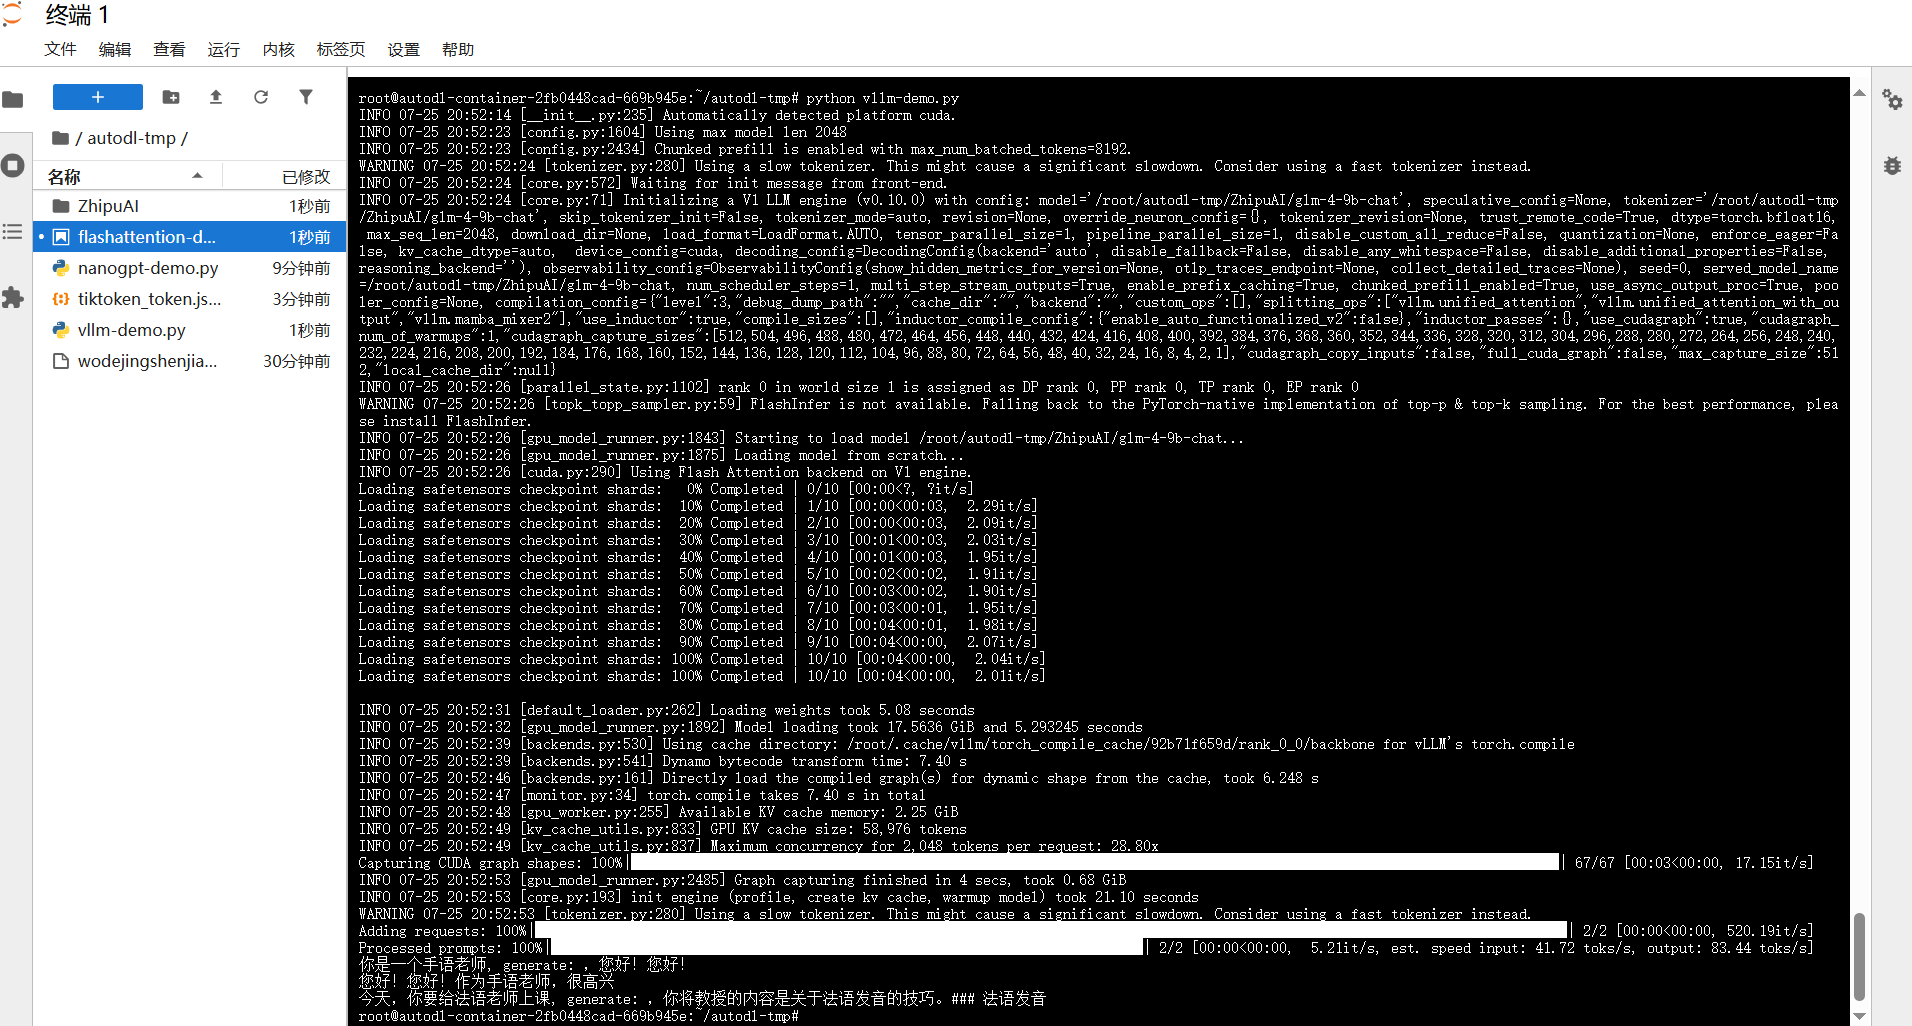 终端 1
文件 编辑 查看 运行 内核 标签页 设置 帮助
+
/ autodl-tmp /
名称 已修改
ZhipuAI 1秒前
flashattention-d... 1秒前
nanogpt-demo.py 9分钟前
tiktoken_token.js... 3分钟前
vllm-demo.py 1秒前
wodejingshenjia... 30分钟前
root@autodl-container-2fb0448cad-669b945e:~/autodl-tmp# python vllm-demo.py
INFO 07-25 20:52:14 [__init__.py:235] Automatically detected platform cuda.
INFO 07-25 20:52:23 [config.py:1604] Using max model len 2048
INFO 07-25 20:52:23 [config.py:2434] Chunked prefill is enabled with max_num_batched_tokens=8192.
WARNING 07-25 20:52:24 [tokenizer.py:280] Using a slow tokenizer. This might cause a significant slowdown. Consider using a fast tokenizer instead.
INFO 07-25 20:52:24 [core.py:572] Waiting for init message from front-end.
INFO 07-25 20:52:24 [core.py:71] Initializing a V1 LLM engine (v0.10.0) with config: model='/root/autodl-tmp/ZhipuAI/glm-4-9b-chat', speculative_config=None, tokenizer='/root/autodl-tmp
/ZhipuAI/glm-4-9b-chat', skip_tokenizer_init=False, tokenizer_mode=auto, revision=None, override_neuron_config={}, tokenizer_revision=None, trust_remote_code=True, dtype=torch.bfloat16,
 max_seq_len=2048, download_dir=None, load_format=LoadFormat.AUTO, tensor_parallel_size=1, pipeline_parallel_size=1, disable_custom_all_reduce=False, quantization=None, enforce_eager=Fa
lse, kv_cache_dtype=auto,  device_config=cuda, decoding_config=DecodingConfig(backend='auto', disable_fallback=False, disable_any_whitespace=False, disable_additional_properties=False,
reasoning_backend=''), observability_config=ObservabilityConfig(show_hidden_metrics_for_version=None, otlp_traces_endpoint=None, collect_detailed_traces=None), seed=0, served_model_name
=/root/autodl-tmp/ZhipuAI/glm-4-9b-chat, num_scheduler_steps=1, multi_step_stream_outputs=True, enable_prefix_caching=True, chunked_prefill_enabled=True, use_async_output_proc=True, poo
ler_config=None, compilation_config={"level":3,"debug_dump_path":"","cache_dir":"","backend":"","custom_ops":[],"splitting_ops":["vllm.unified_attention","vllm.unified_attention_with_ou
tput","vllm.mamba_mixer2"],"use_inductor":true,"compile_sizes":[],"inductor_compile_config":{"enable_auto_functionalized_v2":false},"inductor_passes":{},"use_cudagraph":true,"cudagraph_
num_of_warmups":1,"cudagraph_capture_sizes":[512,504,496,488,480,472,464,456,448,440,432,424,416,408,400,392,384,376,368,360,352,344,336,328,320,312,304,296,288,280,272,264,256,248,240,
232,224,216,208,200,192,184,176,168,160,152,144,136,128,120,112,104,96,88,80,72,64,56,48,40,32,24,16,8,4,2,1],"cudagraph_copy_inputs":false,"full_cuda_graph":false,"max_capture_size":51
2,"local_cache_dir":null}
INFO 07-25 20:52:26 [parallel_state.py:1102] rank 0 in world size 1 is assigned as DP rank 0, PP rank 0, TP rank 0, EP rank 0
WARNING 07-25 20:52:26 [topk_topp_sampler.py:59] FlashInfer is not available. Falling back to the PyTorch-native implementation of top-p & top-k sampling. For the best performance, plea
se install FlashInfer.
INFO 07-25 20:52:26 [gpu_model_runner.py:1843] Starting to load model /root/autodl-tmp/ZhipuAI/glm-4-9b-chat...
INFO 07-25 20:52:26 [gpu_model_runner.py:1875] Loading model from scratch...
INFO 07-25 20:52:26 [cuda.py:290] Using Flash Attention backend on V1 engine.
Loading safetensors checkpoint shards:   0% Completed | 0/10 [00:00<?, ?it/s]
Loading safetensors checkpoint shards:  10% Completed | 1/10 [00:00<00:03,  2.29it/s]
Loading safetensors checkpoint shards:  20% Completed | 2/10 [00:00<00:03,  2.09it/s]
Loading safetensors checkpoint shards:  30% Completed | 3/10 [00:01<00:03,  2.03it/s]
Loading safetensors checkpoint shards:  40% Completed | 4/10 [00:01<00:03,  1.95it/s]
Loading safetensors checkpoint shards:  50% Completed | 5/10 [00:02<00:02,  1.91it/s]
Loading safetensors checkpoint shards:  60% Completed | 6/10 [00:03<00:02,  1.90it/s]
Loading safetensors checkpoint shards:  70% Completed | 7/10 [00:03<00:01,  1.95it/s]
Loading safetensors checkpoint shards:  80% Completed | 8/10 [00:04<00:01,  1.98it/s]
Loading safetensors checkpoint shards:  90% Completed | 9/10 [00:04<00:00,  2.07it/s]
Loading safetensors checkpoint shards: 100% Completed | 10/10 [00:04<00:00,  2.04it/s]
Loading safetensors checkpoint shards: 100% Completed | 10/10 [00:04<00:00,  2.01it/s]
INFO 07-25 20:52:31 [default_loader.py:262] Loading weights took 5.08 seconds
INFO 07-25 20:52:32 [gpu_model_runner.py:1892] Model loading took 17.5636 GiB and 5.293245 seconds
INFO 07-25 20:52:39 [backends.py:530] Using cache directory: /root/.cache/vllm/torch_compile_cache/92b71f659d/rank_0_0/backbone for vLLM's torch.compile
INFO 07-25 20:52:39 [backends.py:541] Dynamo bytecode transform time: 7.40 s
INFO 07-25 20:52:46 [backends.py:161] Directly load the compiled graph(s) for dynamic shape from the cache, took 6.248 s
INFO 07-25 20:52:47 [monitor.py:34] torch.compile takes 7.40 s in total
INFO 07-25 20:52:48 [gpu_worker.py:255] Available KV cache memory: 2.25 GiB
INFO 07-25 20:52:49 [kv_cache_utils.py:833] GPU KV cache size: 58,976 tokens
INFO 07-25 20:52:49 [kv_cache_utils.py:837] Maximum concurrency for 2,048 tokens per request: 28.80x
Capturing CUDA graph shapes: 100%| | 67/67 [00:03<00:00, 17.15it/s]
INFO 07-25 20:52:53 [gpu_model_runner.py:2485] Graph capturing finished in 4 secs, took 0.68 GiB
INFO 07-25 20:52:53 [core.py:193] init engine (profile, create kv cache, warmup model) took 21.10 seconds
WARNING 07-25 20:52:53 [tokenizer.py:280] Using a slow tokenizer. This might cause a significant slowdown. Consider using a fast tokenizer instead.
Adding requests: 100%| | 2/2 [00:00<00:00, 520.19it/s]
Processed prompts: 100%| | 2/2 [00:00<00:00,  5.21it/s, est. speed input: 41.72 toks/s, output: 83.44 toks/s]
你是一个手语老师, generate: , 您好! 您好!
您好! 您好! 作为手语老师, 很高兴
今天, 你要给法语老师上课, generate: , 你将教授的内容是关于法语发音的技巧。### 法语发音
root@autodl-container-2fb0448cad-669b945e:~/autodl-tmp#